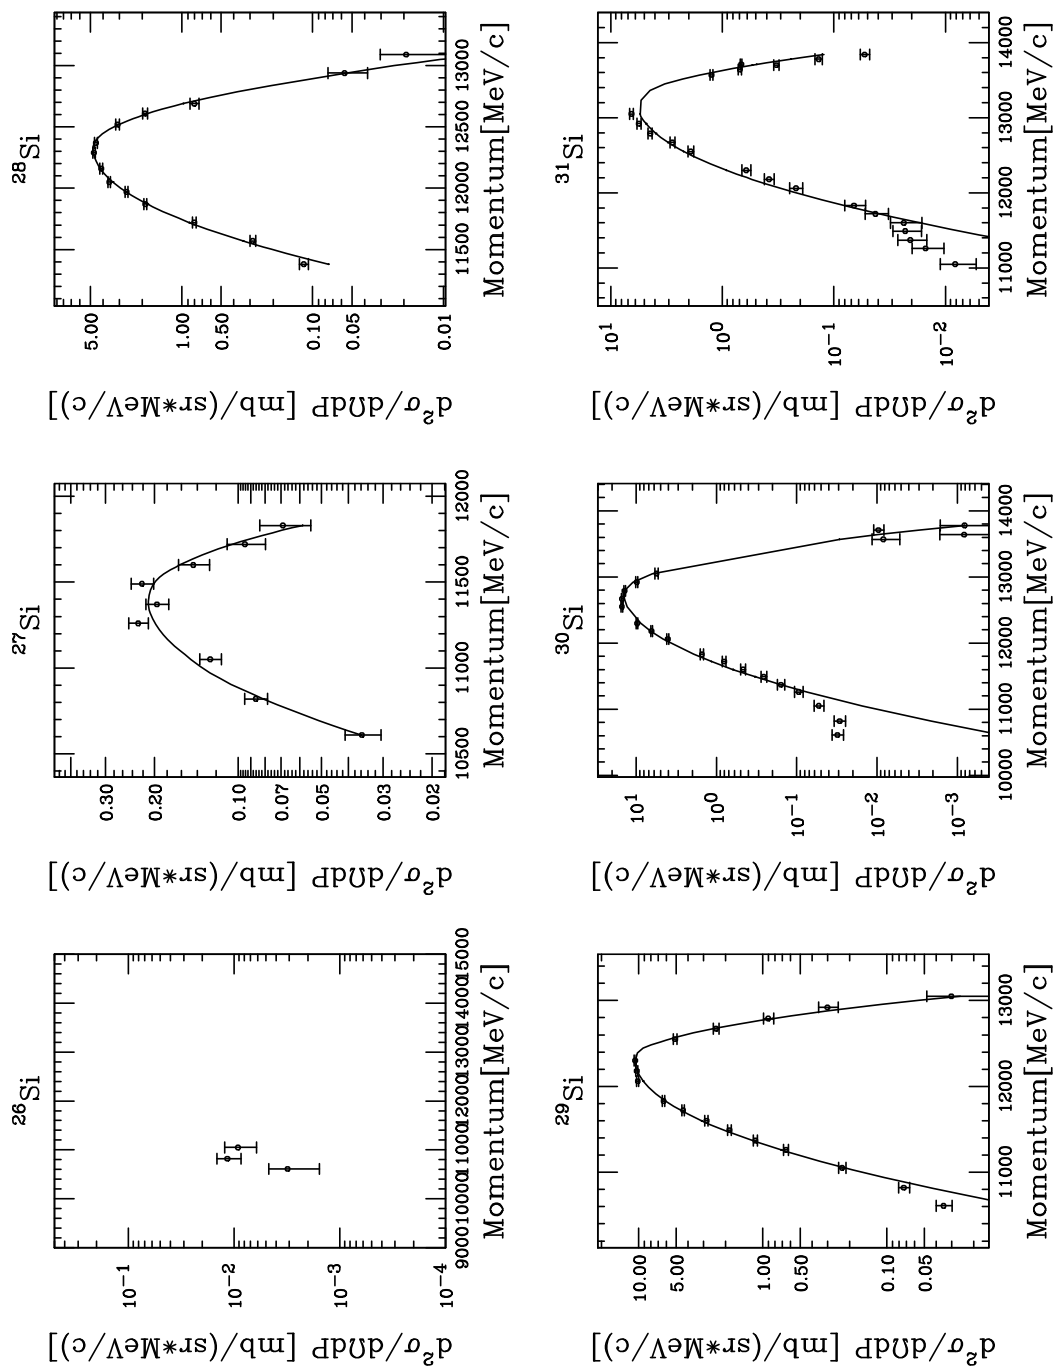 ²⁶Si
d²σ/dΩdP [mb/(sr*MeV/c)]
10⁻¹
10⁻²
10⁻³
10⁻⁴
9000 10000 11000 12000 13000 14000 15000
Momentum[MeV/c]
²⁷Si
d²σ/dΩdP [mb/(sr*MeV/c)]
0.30
0.20
0.10
0.07
0.05
0.03
0.02
10500 11000 11500 12000
Momentum[MeV/c]
²⁸Si
d²σ/dΩdP [mb/(sr*MeV/c)]
5.00
1.00
0.50
0.10
0.05
0.01
11500 12000 12500 13000
Momentum[MeV/c]
²⁹Si
d²σ/dΩdP [mb/(sr*MeV/c)]
10.00
5.00
1.00
0.50
0.10
0.05
11000 12000 13000
Momentum[MeV/c]
³⁰Si
d²σ/dΩdP [mb/(sr*MeV/c)]
10¹
10⁰
10⁻¹
10⁻²
10⁻³
10000 11000 12000 13000 14000
Momentum[MeV/c]
³¹Si
d²σ/dΩdP [mb/(sr*MeV/c)]
10¹
10⁰
10⁻¹
10⁻²
11000 12000 13000 14000
Momentum[MeV/c]